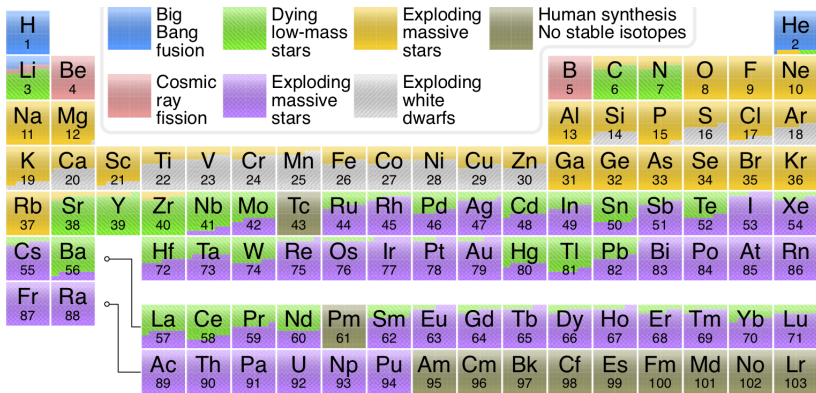 H
1
Big
Bang
fusion
Dying
low-mass
stars
Exploding
massive
stars
Human synthesis
No stable isotopes
He
2
Li Be
3 4
Cosmic
ray
fission
Exploding
massive
stars
Exploding
white
dwarfs
B C N O F Ne
5 6 7 8 9 10
Na Mg Al Si P S Cl Ar
11 12 13 14 15 16 17 18
K Ca Sc Ti V Cr Mn Fe Co Ni Cu Zn Ga Ge As Se Br Kr
19 20 21 22 23 24 25 26 27 28 29 30 31 32 33 34 35 36
Rb Sr Y Zr Nb Mo Tc Ru Rh Pd Ag Cd In Sn Sb Te I Xe
37 38 39 40 41 42 43 44 45 46 47 48 49 50 51 52 53 54
Cs Ba Hf Ta W Re Os Ir Pt Au Hg Tl Pb Bi Po At Rn
55 56 72 73 74 75 76 77 78 79 80 81 82 83 84 85 86
Fr Ra
87 88
La Ce Pr Nd Pm Sm Eu Gd Tb Dy Ho Er Tm Yb Lu
57 58 59 60 61 62 63 64 65 66 67 68 69 70 71
Ac Th Pa U Np Pu Am Cm Bk Cf Es Fm Md No Lr
89 90 91 92 93 94 95 96 97 98 99 100 101 102 103